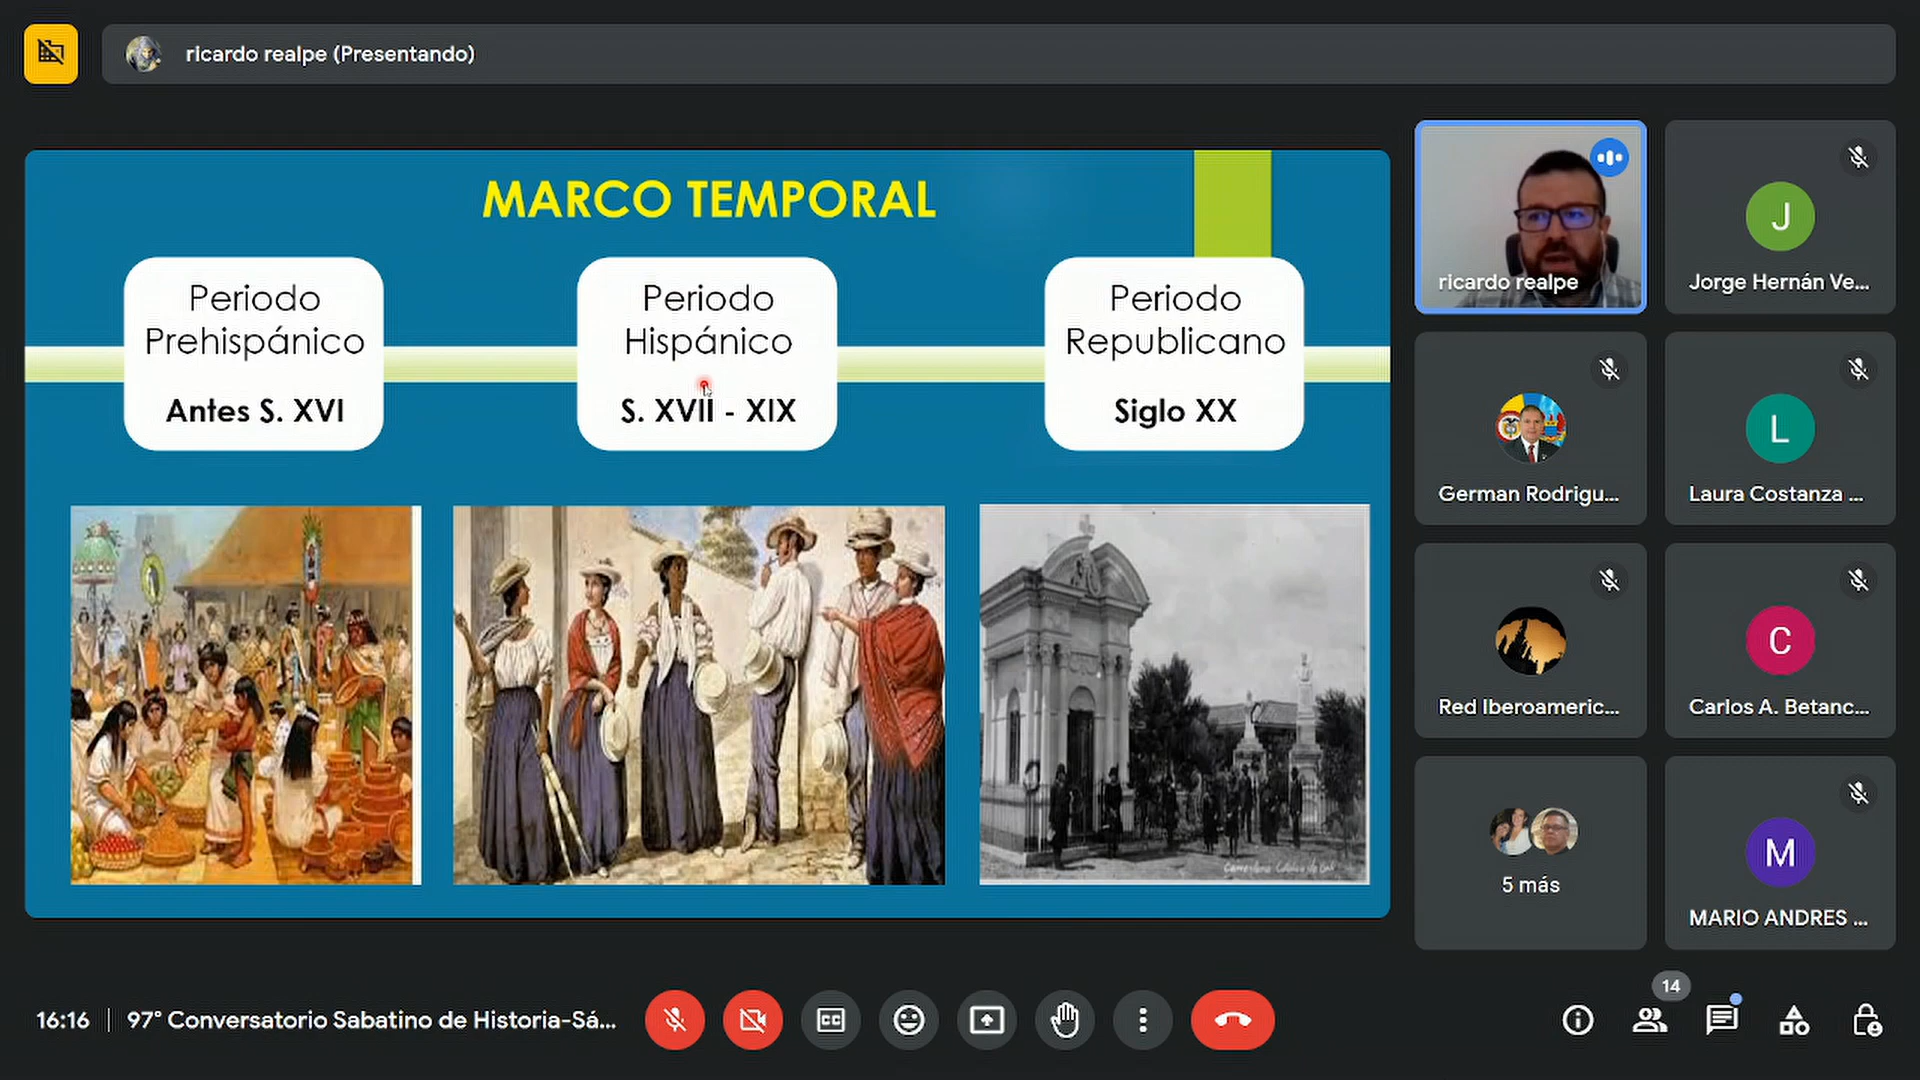 ricardo realpe (Presentando)
MARCO TEMPORAL
Periodo
Prehispánico
Antes S. XVI
Periodo
Hispánico
S. XVII - XIX
Periodo
Republicano
Siglo XX
ricardo realpe
J
Jorge Hernán Ve...
German Rodrigu...
L
Laura Costanza ...
Red Iberoameric...
C
Carlos A. Betanc...
5 más
M
MARIO ANDRES ...
16:16
97° Conversatorio Sabatino de Historia-Sá...
CC
14